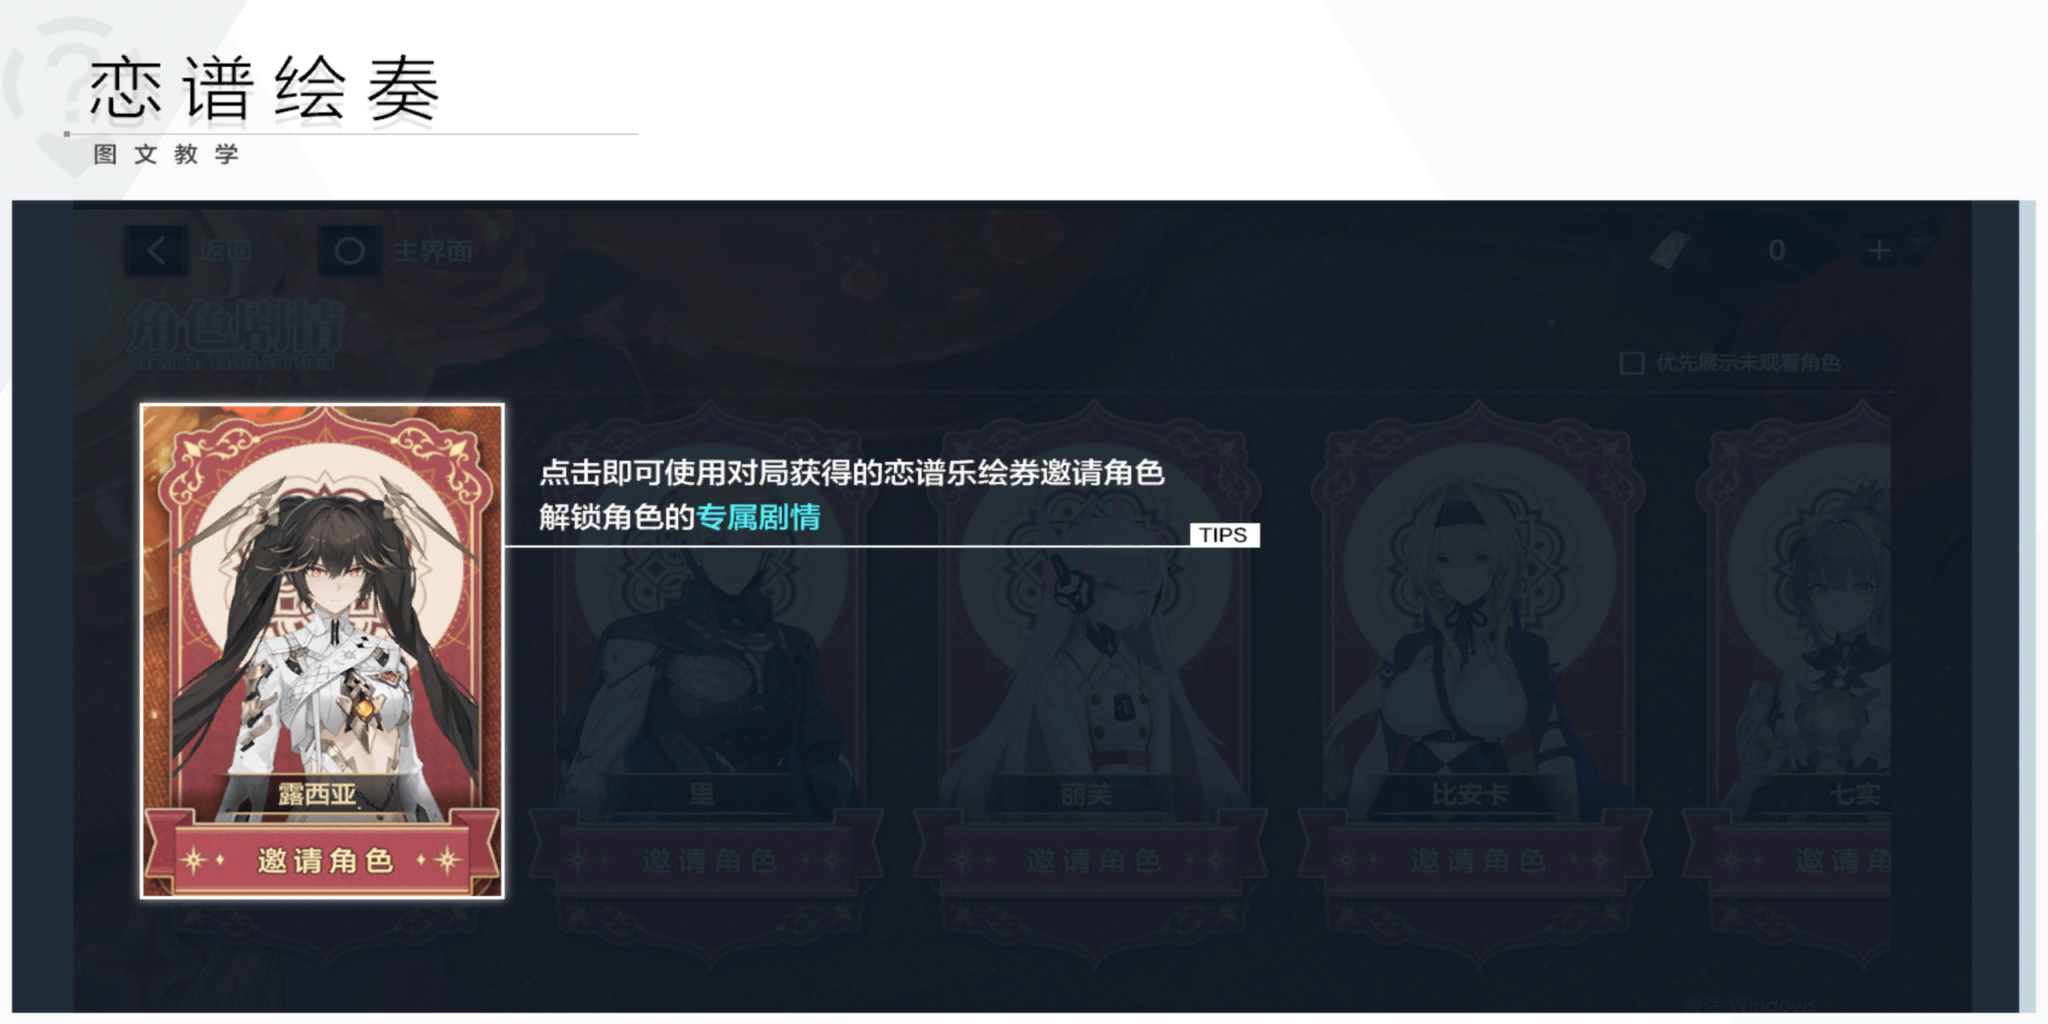 恋谱绘奏
图文教学
返回
主界面
0
角色剧情
优先展示未观看角色
点击即可使用对局获得的恋谱乐绘券邀请角色
解锁角色的专属剧情
TIPS
露西亚
里
丽芙
比安卡
七实
邀请角色
邀请角色
邀请角色
邀请角色
邀请角
激活 Windows